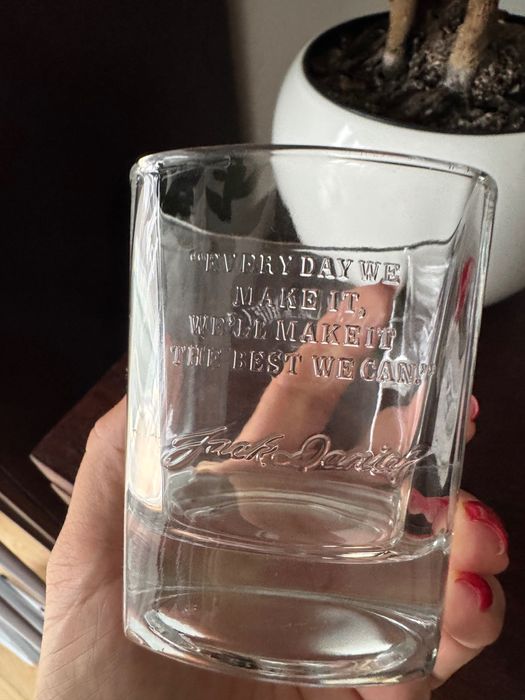 "EVERY DAY WE
MAKE IT,
WE'LL MAKE IT
THE BEST WE CAN."
Jack Daniel